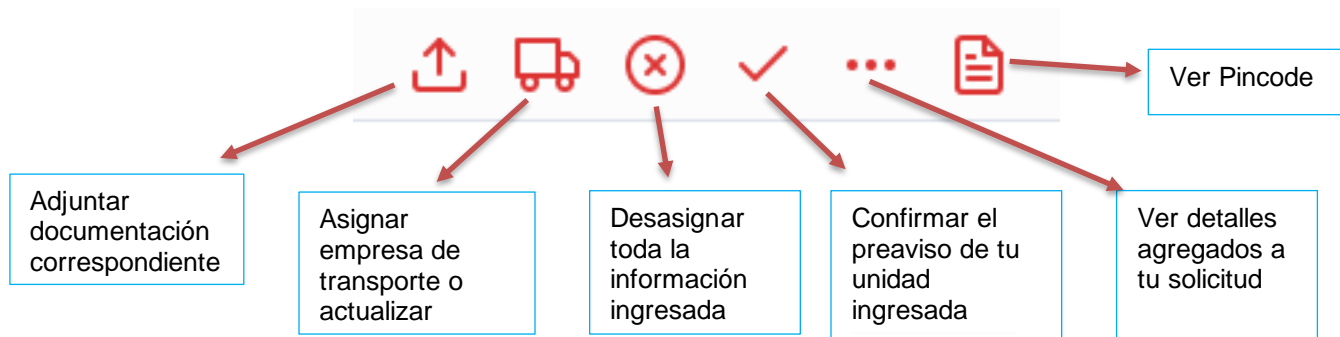 Ver Pincode
Adjuntar
documentación
correspondiente
Asignar
empresa de
transporte o
actualizar
Desasignar
toda la
información
ingresada
Confirmar el
preaviso de tu
unidad
ingresada
Ver detalles
agregados a
tu solicitud